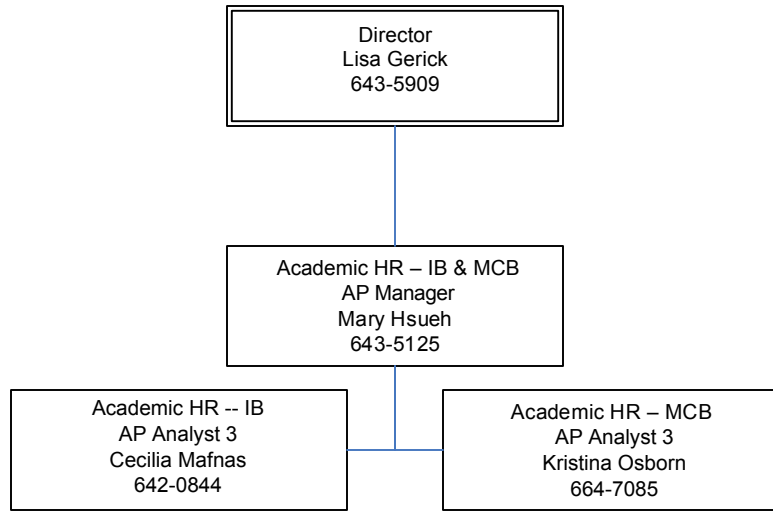 Director
Lisa Gerick
643-5909
Academic HR – IB & MCB
AP Manager
Mary Hsueh
643-5125
Academic HR -- IB
AP Analyst 3
Cecilia Mafnas
642-0844
Academic HR – MCB
AP Analyst 3
Kristina Osborn
664-7085